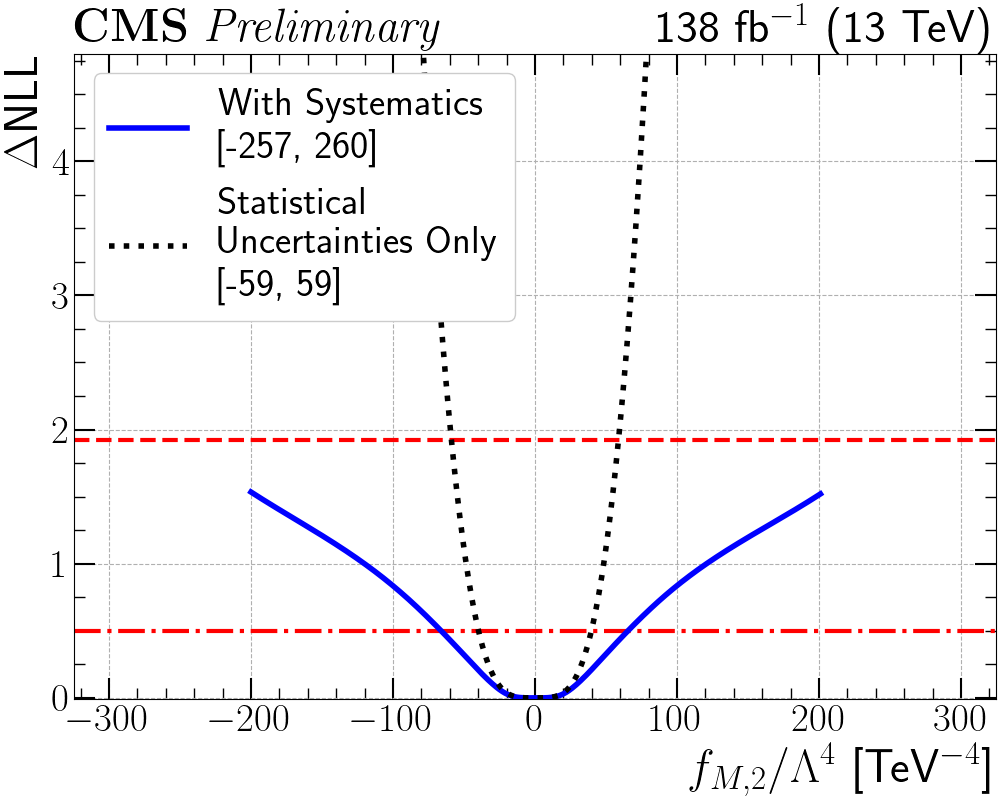 CMS Preliminary 138 fb⁻¹ (13 TeV)
ΔNLL
With Systematics
[-257, 260]
Statistical
Uncertainties Only
[-59, 59]
4
3
2
1
0
−300 −200 −100 0 100 200 300
f_{M,2}/Λ⁴ [TeV⁻⁴]